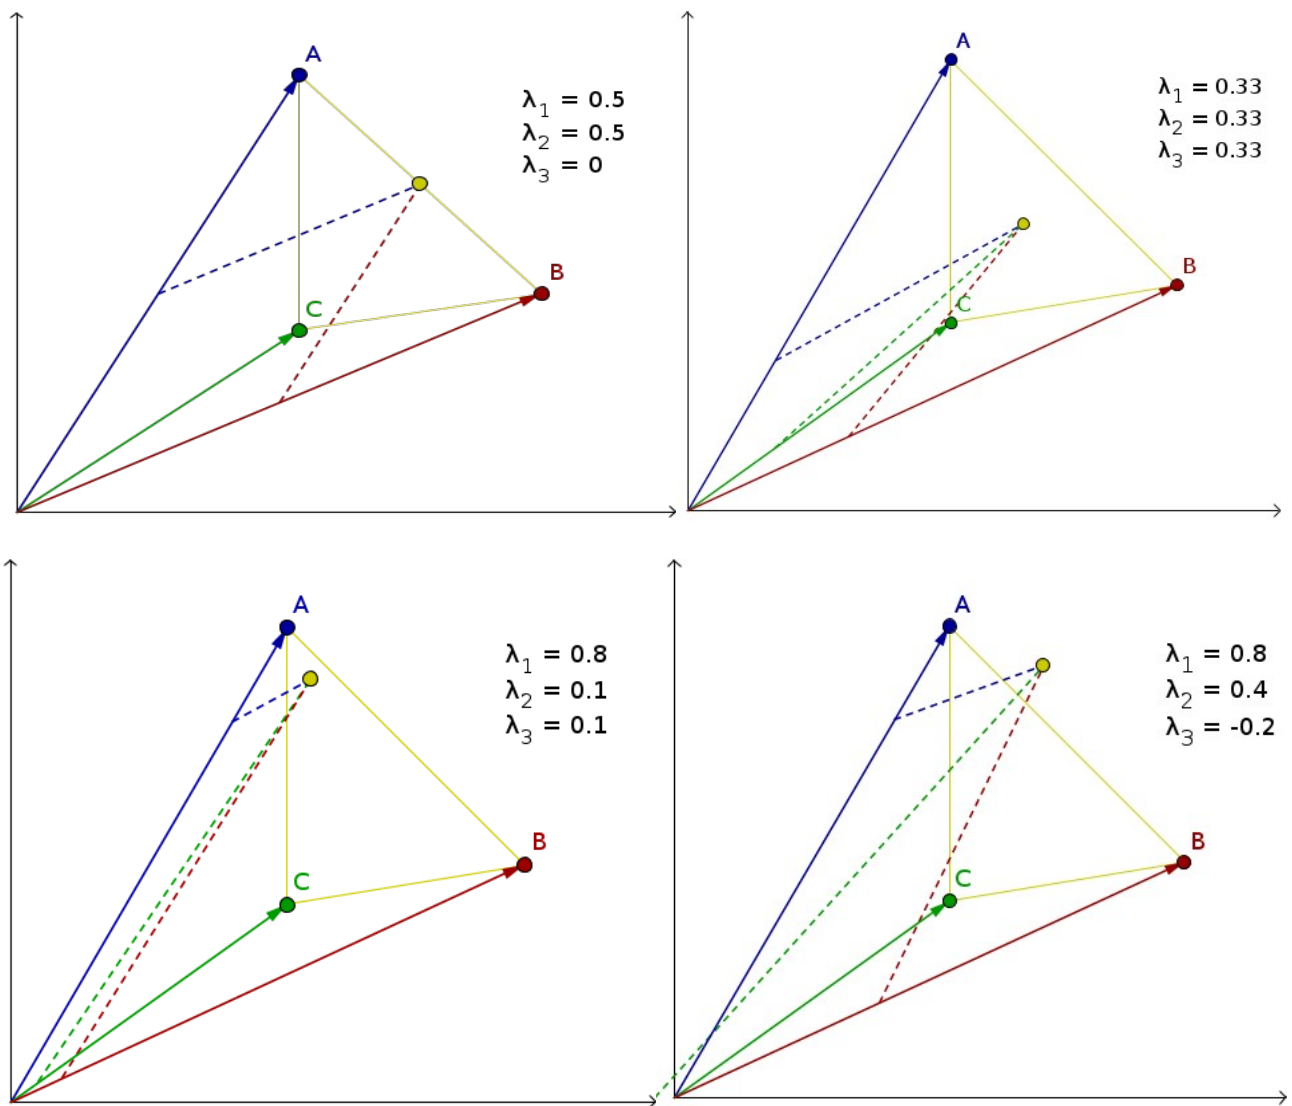 A
λ1 = 0.5
λ2 = 0.5
λ3 = 0
B
C
A
λ1 = 0.33
λ2 = 0.33
λ3 = 0.33
B
C
A
λ1 = 0.8
λ2 = 0.1
λ3 = 0.1
B
C
A
λ1 = 0.8
λ2 = 0.4
λ3 = -0.2
B
C